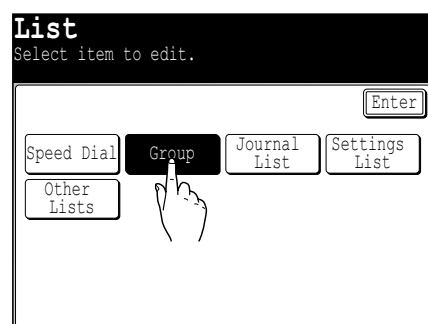 List
Select item to edit.
Enter
Speed Dial
Group
Journal
List
Settings
List
Other
Lists